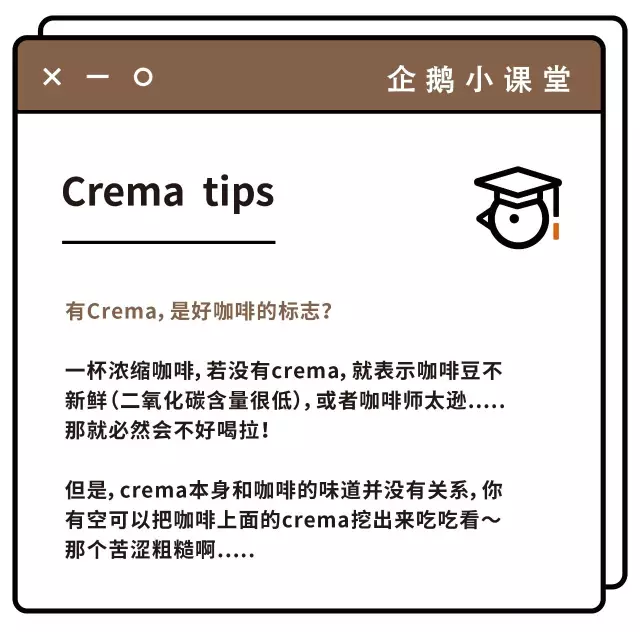 企鹅小课堂
Crema tips
有Crema，是好咖啡的标志？
一杯浓缩咖啡，若没有crema，就表示咖啡豆不
新鲜（二氧化碳含量很低），或者咖啡师太逊.....
那就必然会不好喝拉！
但是，crema本身和咖啡的味道并没有关系，你
有空可以把咖啡上面的crema挖出来吃吃看～
那个苦涩粗糙啊.....